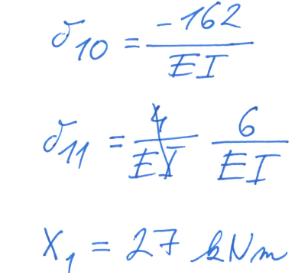 δ10 = -162/EI
δ11 = 4/EI 6/EI
X1 = 27 kNm